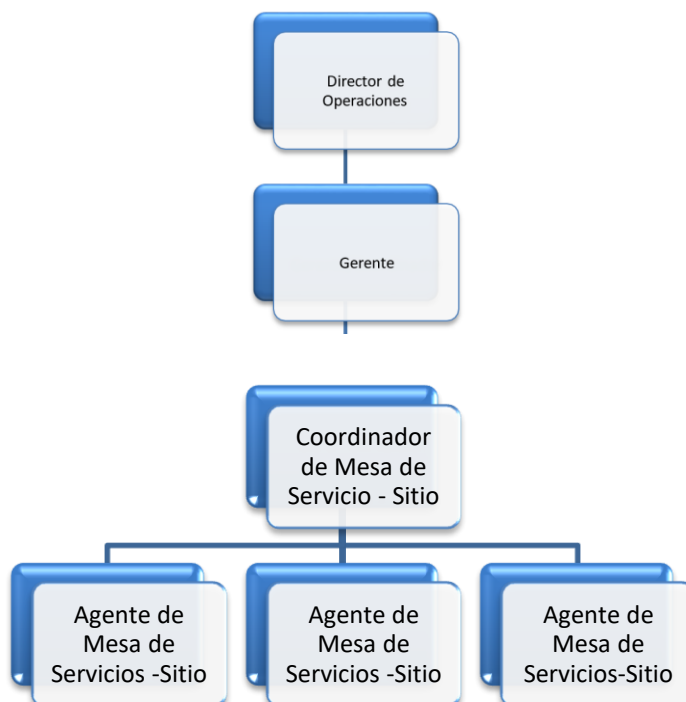 Director de
Operaciones
Gerente
Coordinador
de Mesa de
Servicio - Sitio
Agente de
Mesa de
Servicios -Sitio
Agente de
Mesa de
Servicios -Sitio
Agente de
Mesa de
Servicios-Sitio